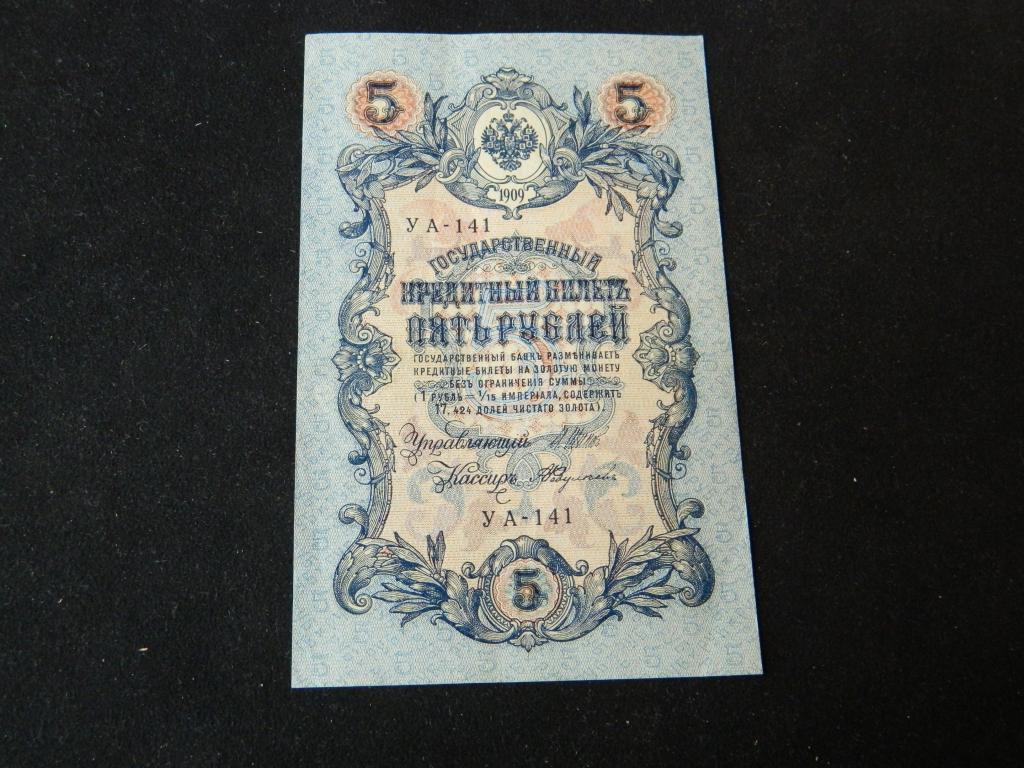 5 5
1909
УА-141
ГОСУДАРСТВЕННЫЙ
КРЕДИТНЫЙ БИЛЕТЪ
ПЯТЬ РУБЛЕЙ
ГОСУДАРСТВЕННЫЙ БАНКЪ РАЗМѢНИВАЕТЪ
КРЕДИТНЫЕ БИЛЕТЫ НА ЗОЛОТУЮ МОНЕТУ
БЕЗЪ ОГРАНИЧЕНІЯ СУММЫ
(1 РУБЛЬ = 1/15 ИМПЕРІАЛА, СОДЕРЖИТЪ
17,424 ДОЛЕЙ ЧИСТАГО ЗОЛОТА).
Управляющій
Кассиръ
УА-141
5